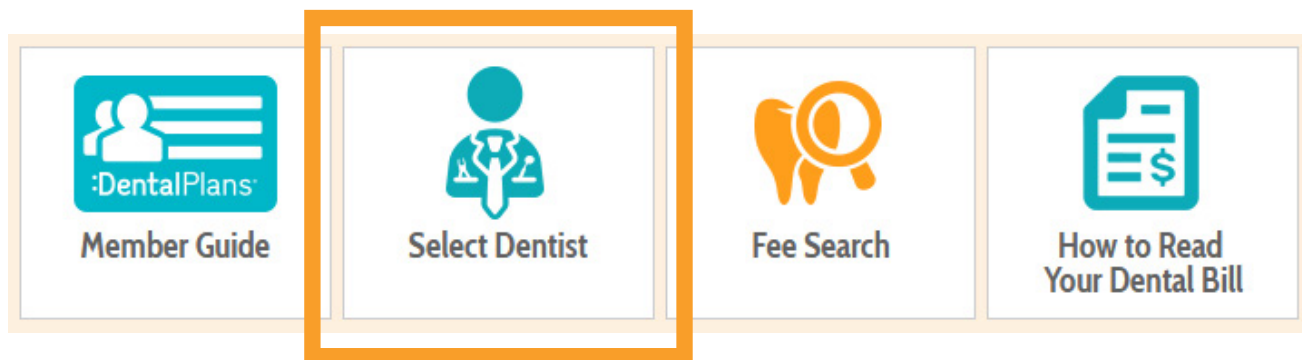 :DentalPlans
Member Guide
Select Dentist
Fee Search
$
How to Read
Your Dental Bill